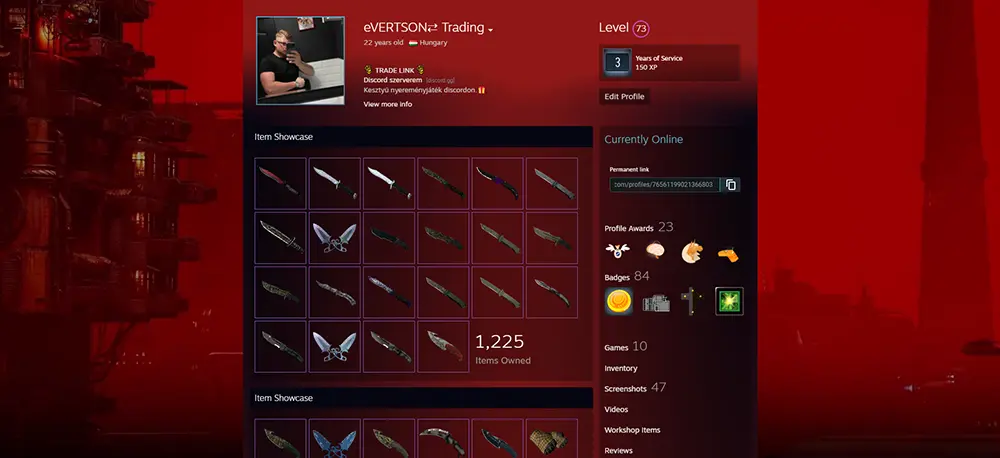 eVERTSON⇄ Trading
22 years old Hungary
TRADE LINK
Discord szerverem [discord.gg]
Kesztyű nyereményjáték discordon.
View more info
Level 73
3
Years of Service
150 XP
Edit Profile
Item Showcase
1,225
Items Owned
Item Showcase
Currently Online
Permanent link
com/profiles/76561199021366803
Profile Awards 23
Badges 84
Games 10
Inventory
Screenshots 47
Videos
Workshop Items
Reviews